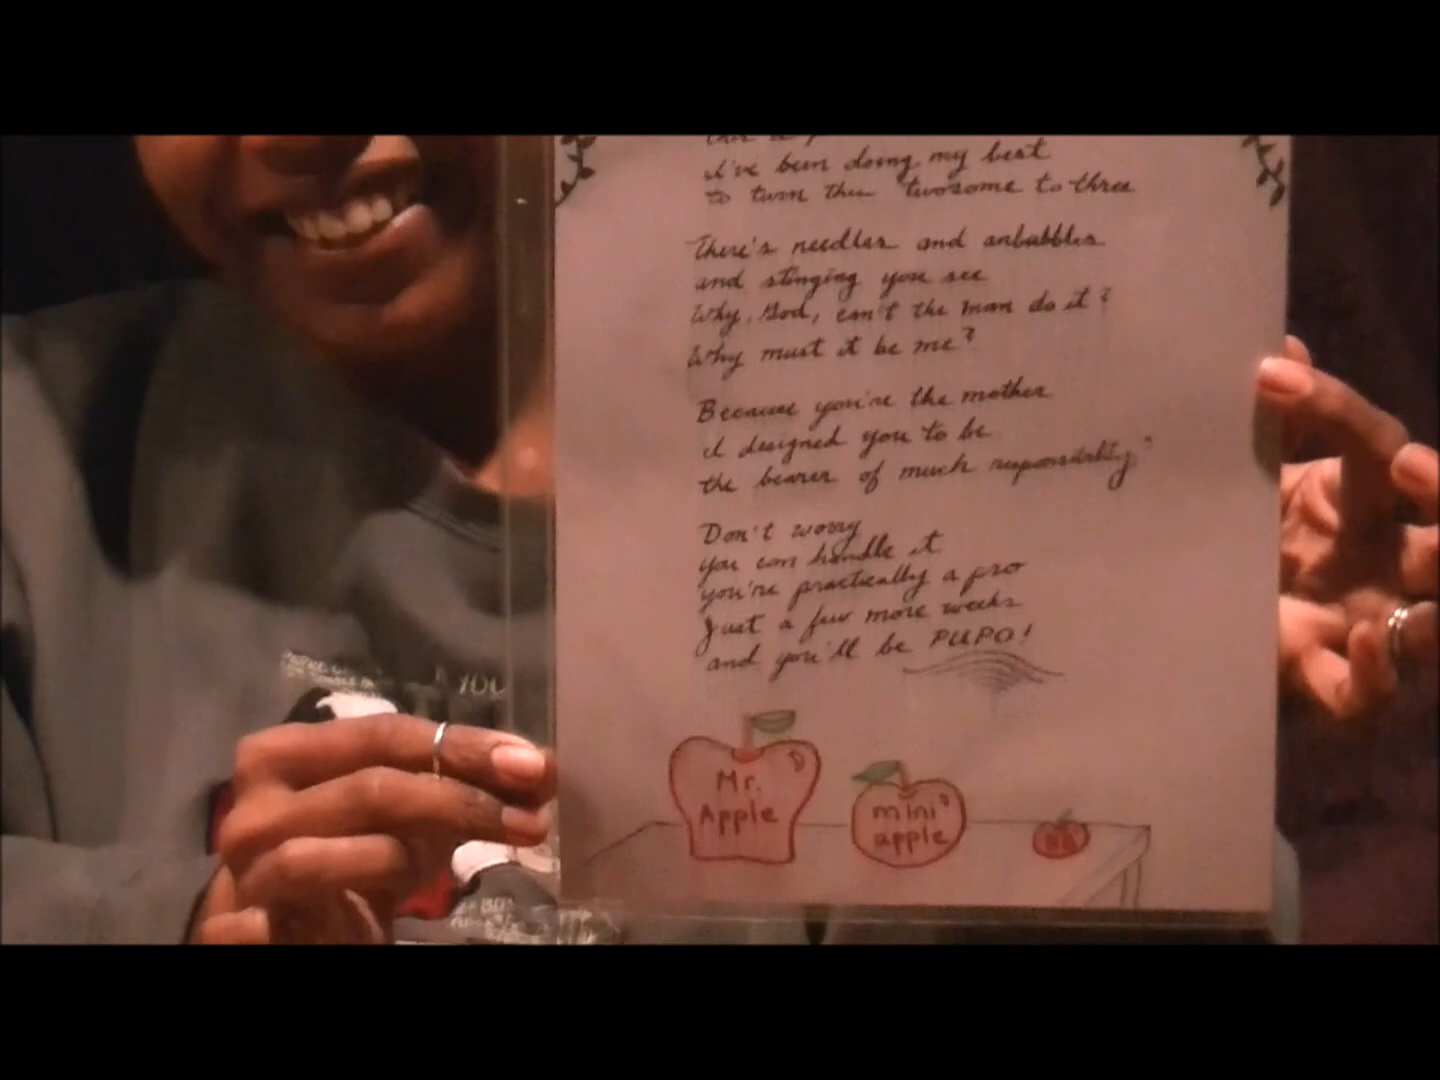 I've been doing my best
to turn this twosome to three
There's needles and
and stinging you see
Why, God, can't the man do it?
Why must it be me?
Because you're the mother
I designed you to be
the bearer of much responsibility"
Don't worry
you can handle it
you're practically a pro
Just a few more weeks
and you'll be PUPO!
Mr.
Apple
mini
apple
YOU